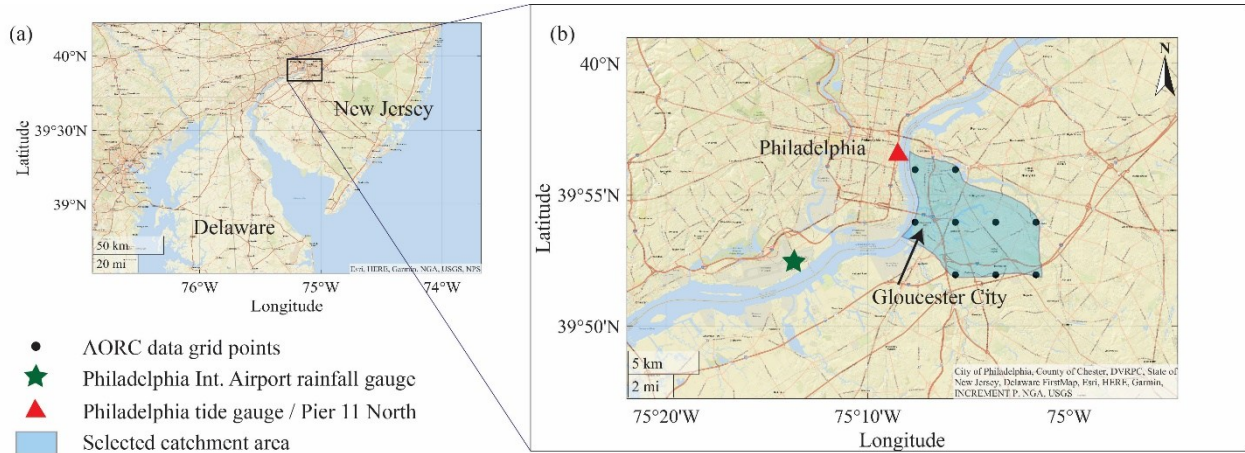 (a)
40°N
39°30'N
39°N
Latitude
New Jersey
Delaware
50 km
20 mi
Esri, HERE, Garmin, NGA, USGS, NPS
76°W
75°W
74°W
Longitude
AORC data grid points
Philadelphia Int. Airport rainfall gauge
Philadelphia tide gauge / Pier 11 North
Selected catchment area
(b)
N
40°N
39°55'N
39°50'N
Latitude
Philadelphia
Gloucester City
5 km
2 mi
City of Philadelphia, County of Chester, DVRPC, State of
New Jersey, Delaware FirstMap, Esri, HERE, Garmin,
INCREMENT P, NGA, USGS
75°20'W
75°10'W
75°W
Longitude